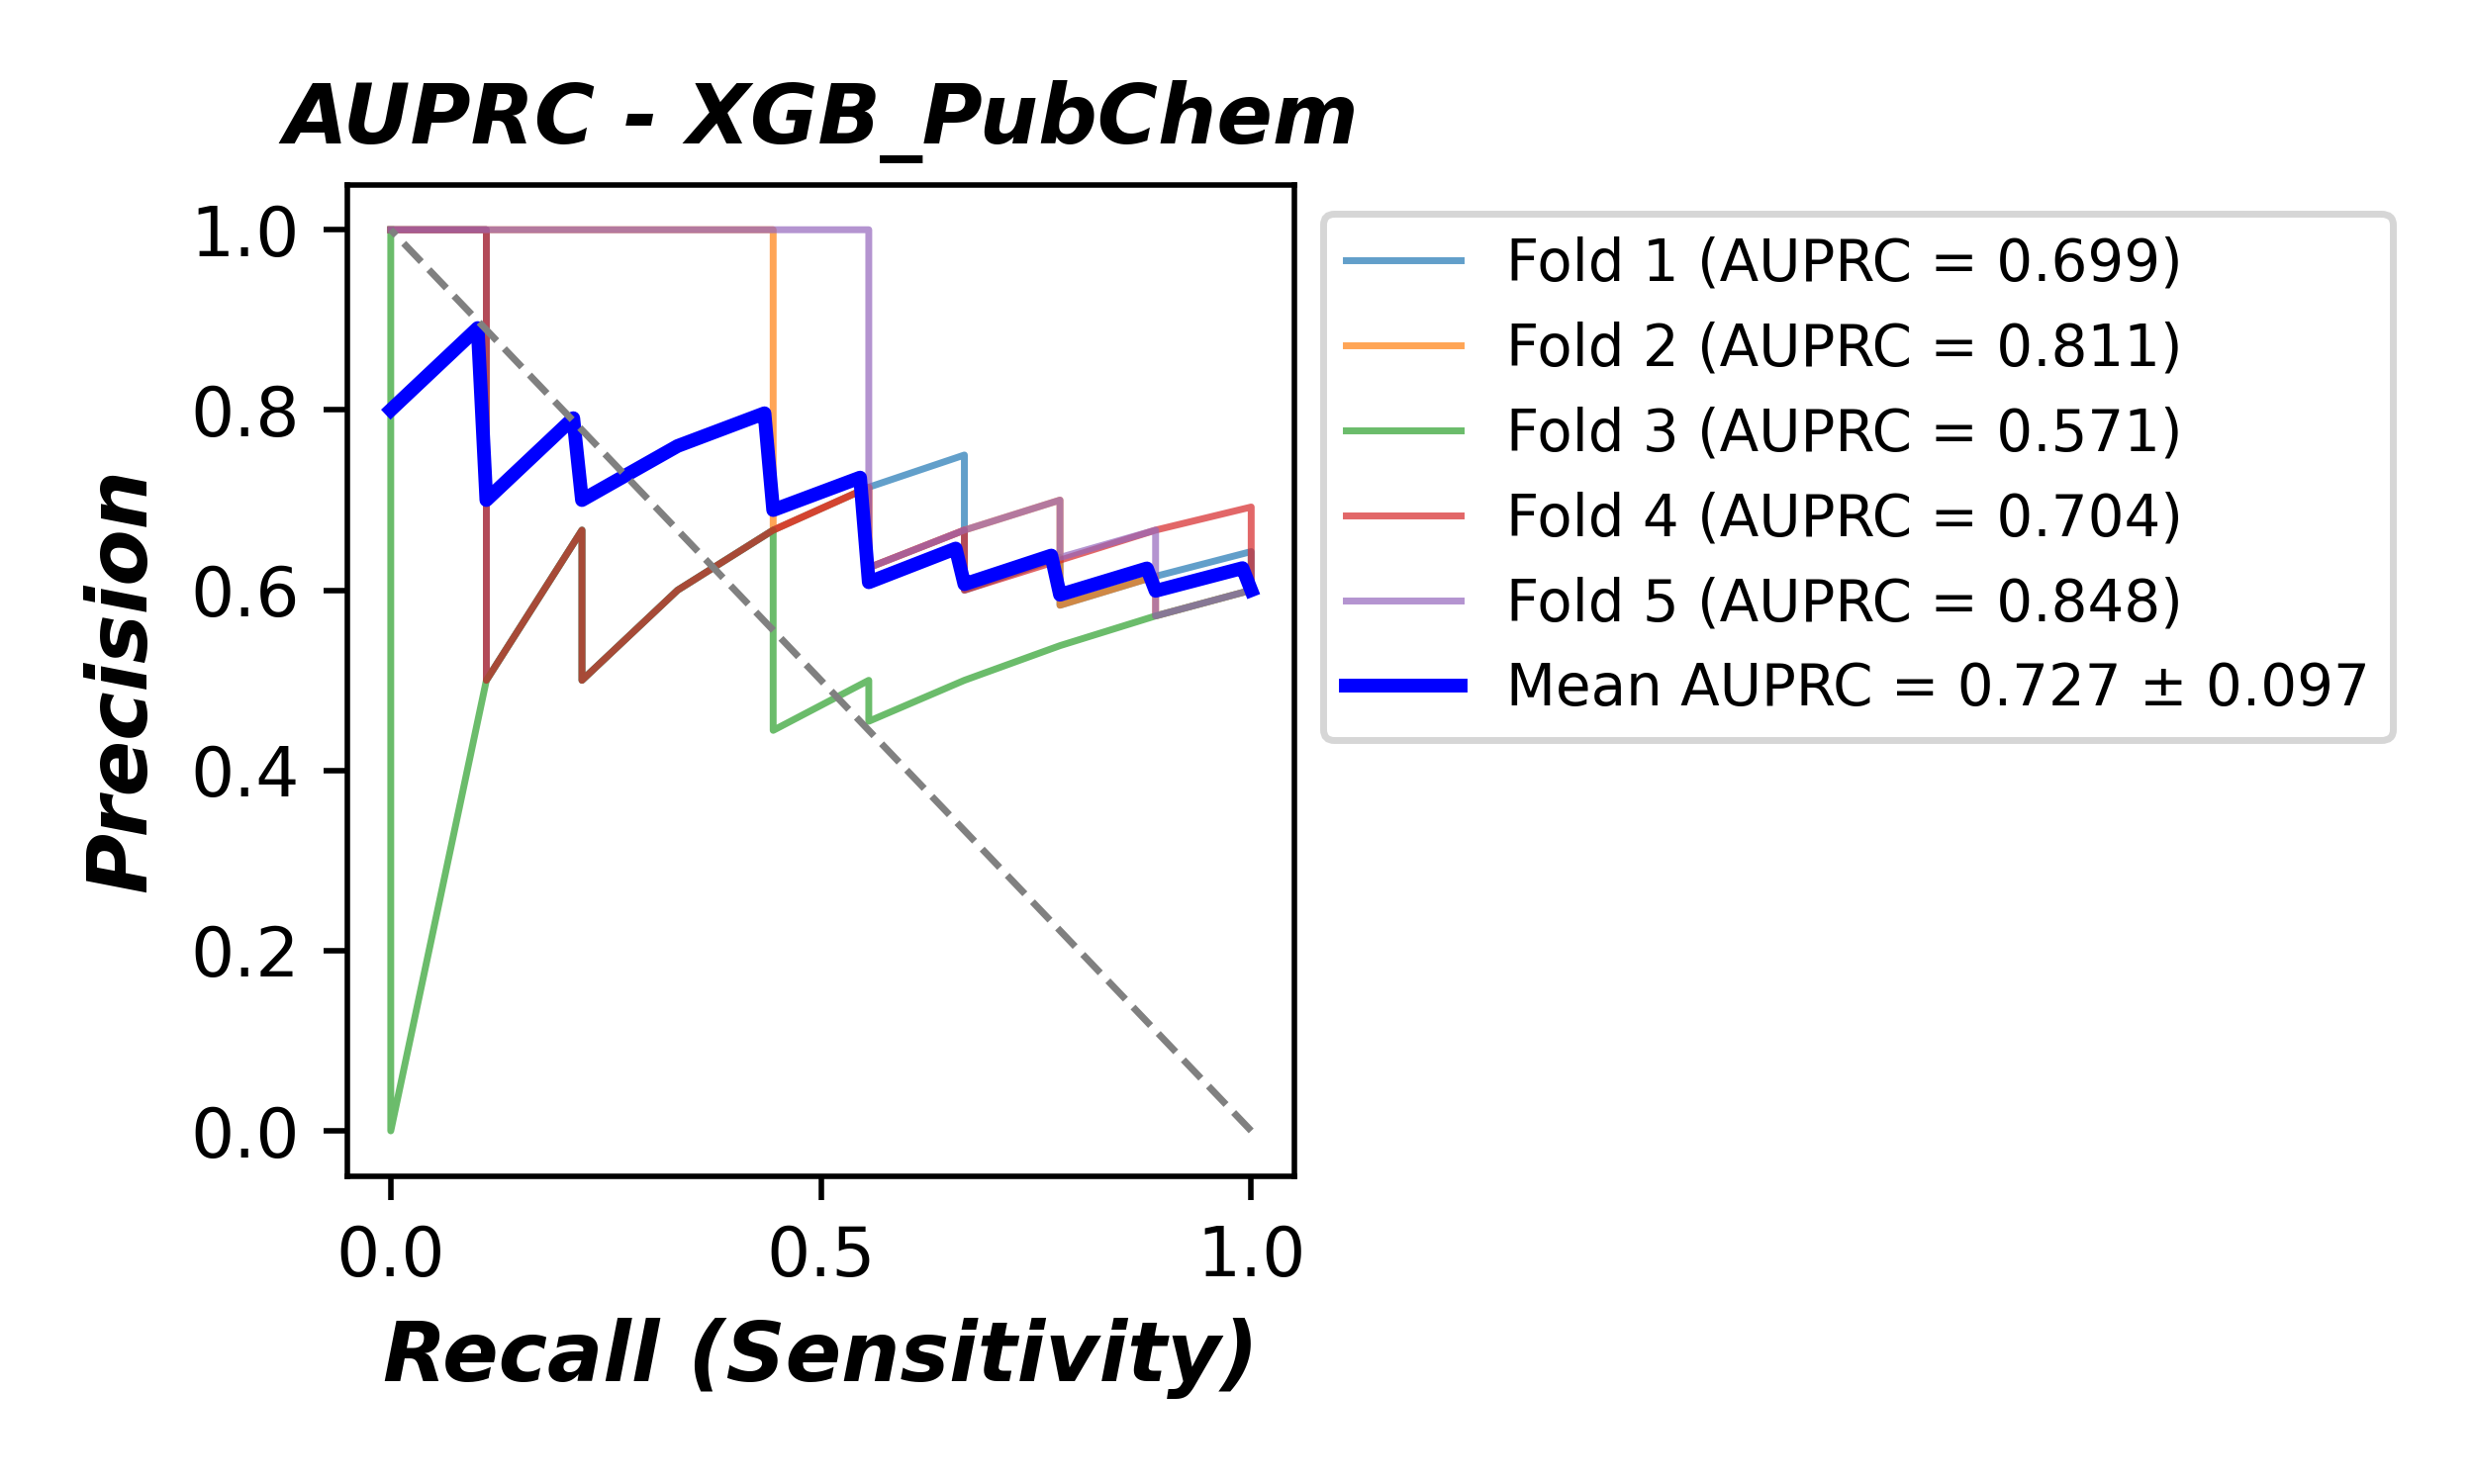 AUPRC - XGB_PubChem
Precision
1.0
0.8
0.6
0.4
0.2
0.0
0.0 0.5 1.0
Recall (Sensitivity)
Fold 1 (AUPRC = 0.699)
Fold 2 (AUPRC = 0.811)
Fold 3 (AUPRC = 0.571)
Fold 4 (AUPRC = 0.704)
Fold 5 (AUPRC = 0.848)
Mean AUPRC = 0.727 ± 0.097